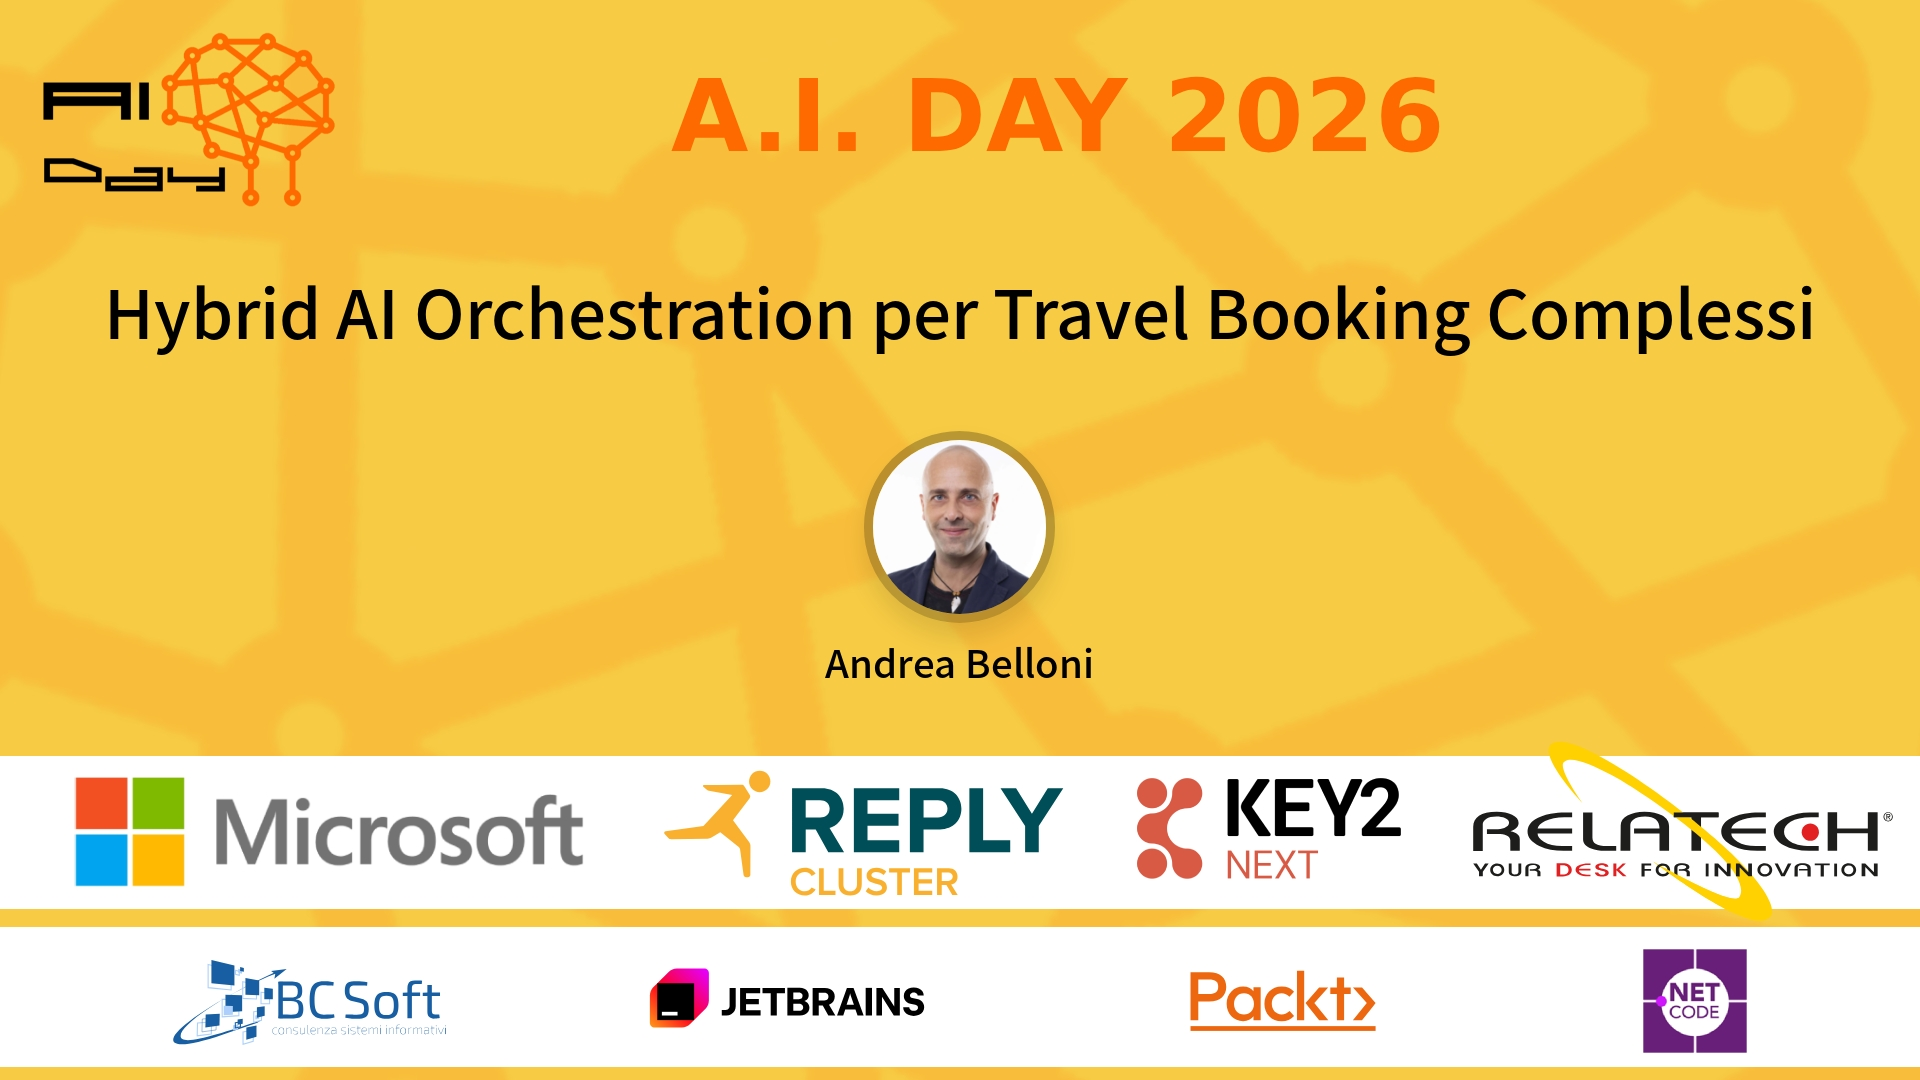 AI
Day
A.I. DAY 2026
Hybrid AI Orchestration per Travel Booking Complessi
Andrea Belloni
Microsoft
REPLY
CLUSTER
KEY2
NEXT
RELATECH®
YOUR DESK FOR INNOVATION
BC Soft
consulenza sistemi informativi
JETBRAINS
Packt>
.NET
CODE